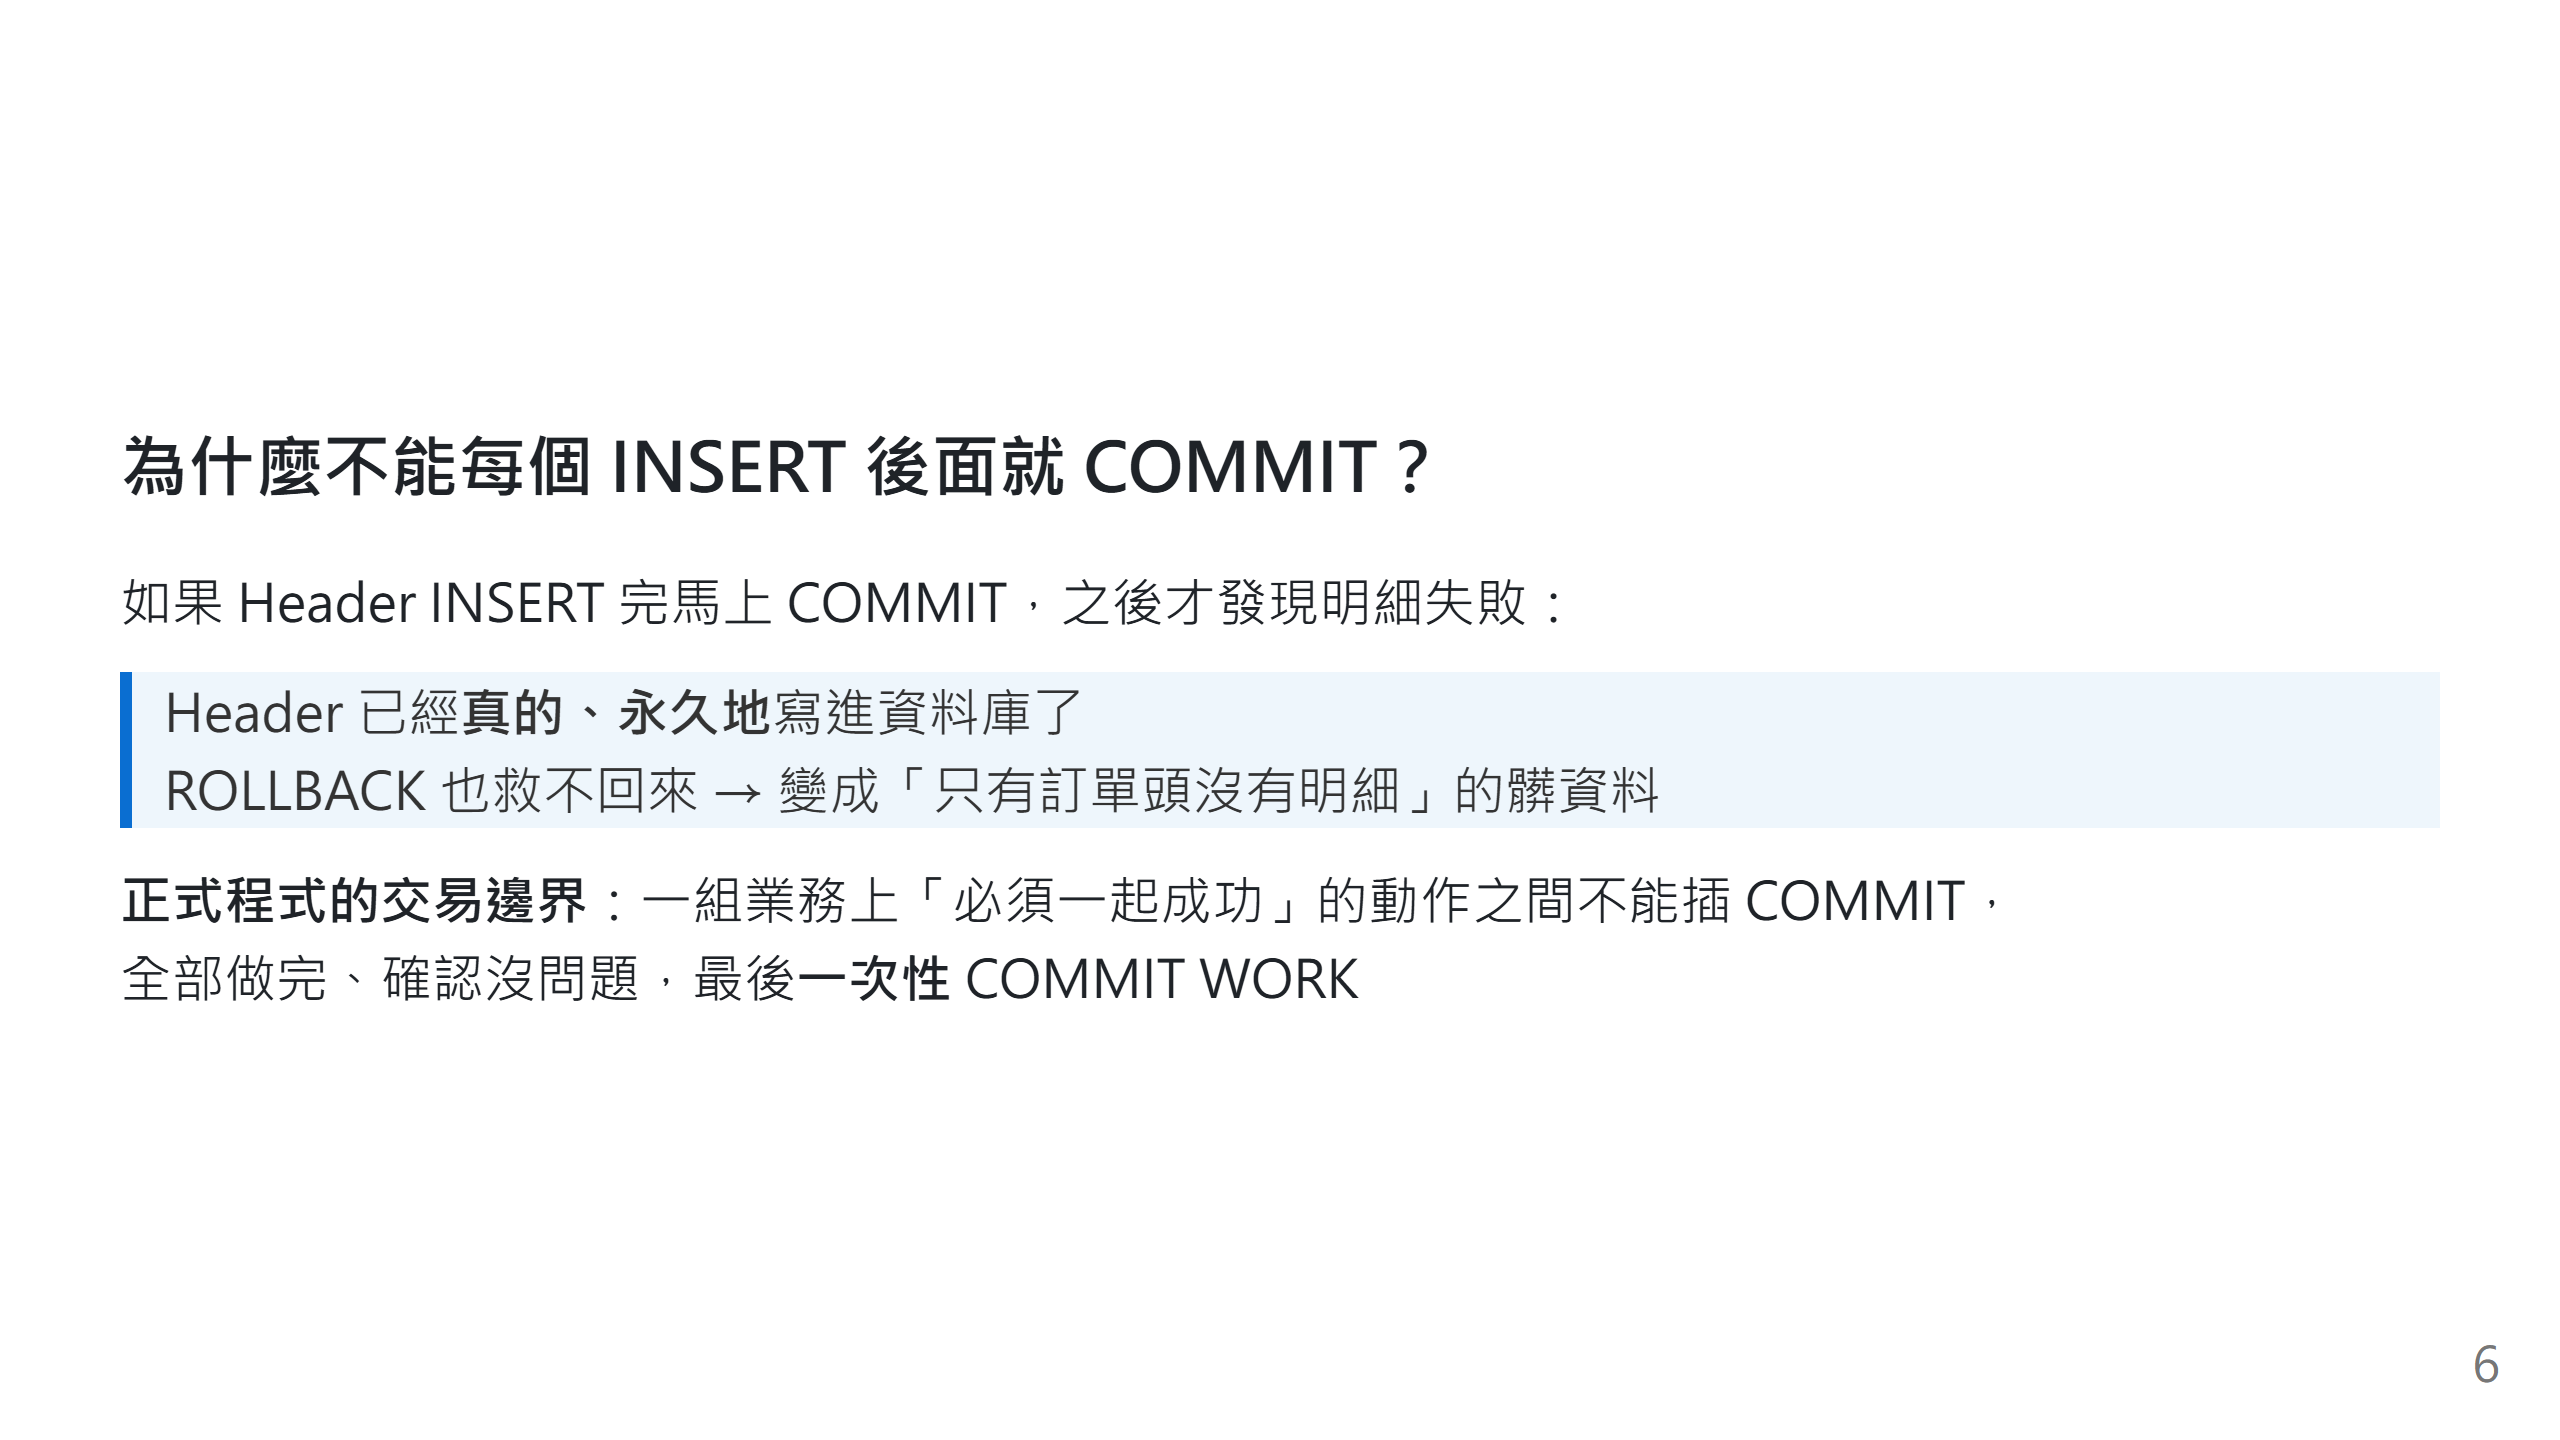 為什麼不能每個 INSERT 後面就 COMMIT？
如果 Header INSERT 完馬上 COMMIT，之後才發現明細失敗：
Header 已經真的、永久地寫進資料庫了
ROLLBACK 也救不回來 → 變成「只有訂單頭沒有明細」的髒資料
正式程式的交易邊界：一組業務上「必須一起成功」的動作之間不能插 COMMIT，
全部做完、確認沒問題，最後一次性 COMMIT WORK
6